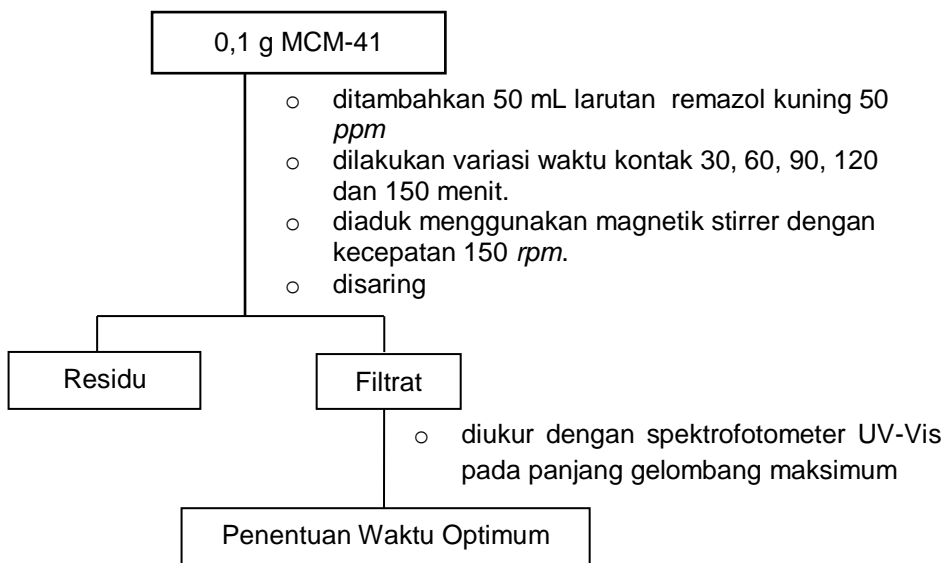 0,1 g MCM-41
○ ditambahkan 50 mL larutan remazol kuning 50
ppm
○ dilakukan variasi waktu kontak 30, 60, 90, 120
dan 150 menit.
○ diaduk menggunakan magnetik stirrer dengan
kecepatan 150 rpm.
○ disaring
Residu
Filtrat
○ diukur dengan spektrofotometer UV-Vis
pada panjang gelombang maksimum
Penentuan Waktu Optimum